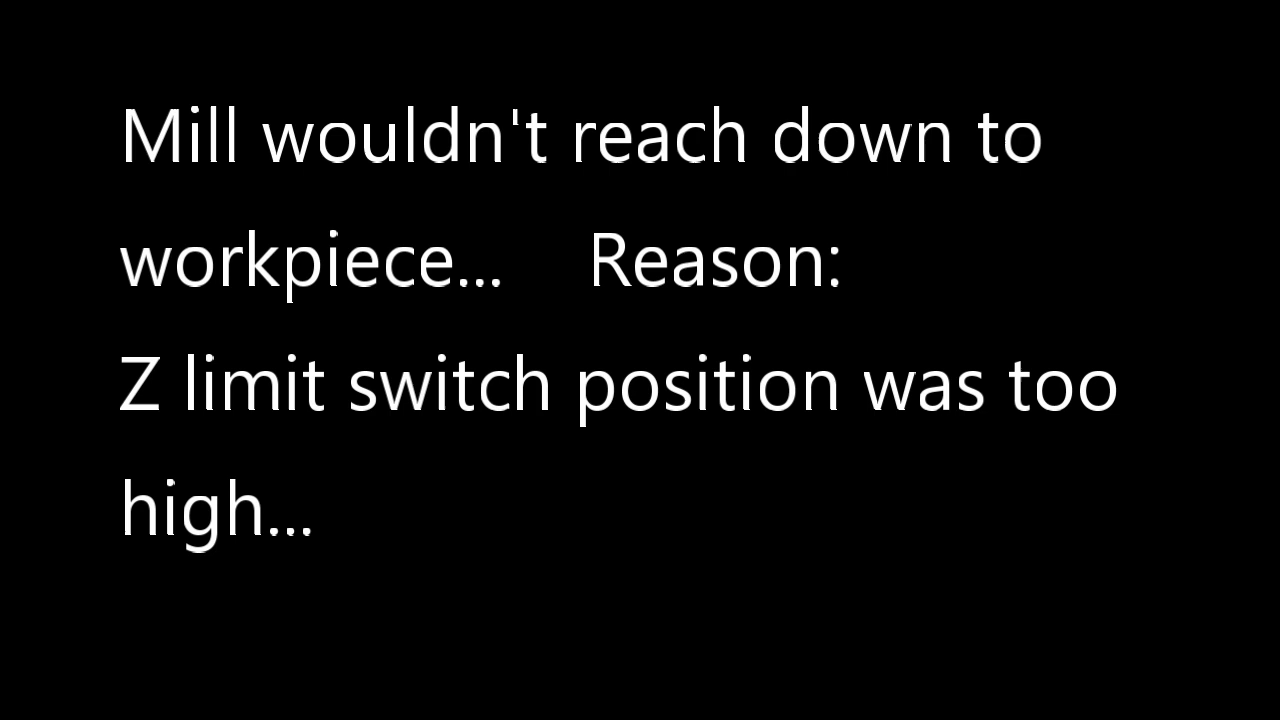 Mill wouldn't reach down to
workpiece... Reason:
Z limit switch position was too
high...